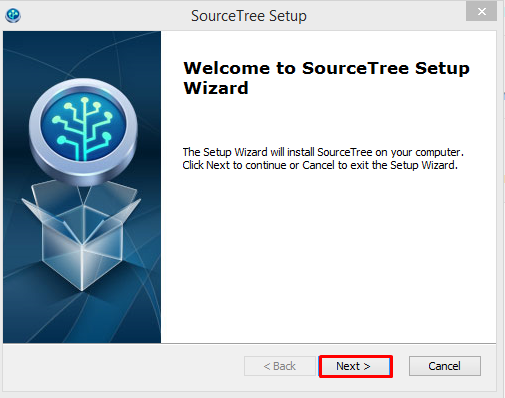 SourceTree Setup
Welcome to SourceTree Setup
Wizard
The Setup Wizard will install SourceTree on your computer.
Click Next to continue or Cancel to exit the Setup Wizard.
< Back
Next >
Cancel